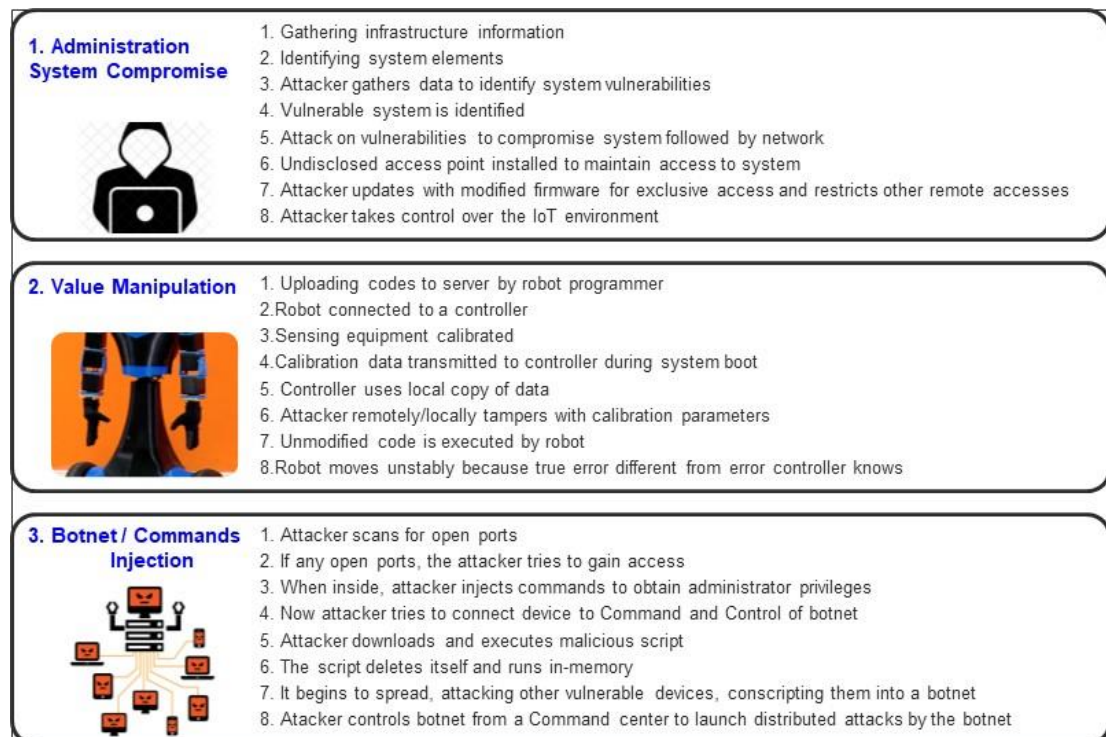 1. Administration
System Compromise
1. Gathering infrastructure information
2. Identifying system elements
3. Attacker gathers data to identify system vulnerabilities
4. Vulnerable system is identified
5. Attack on vulnerabilities to compromise system followed by network
6. Undisclosed access point installed to maintain access to system
7. Attacker updates with modified firmware for exclusive access and restricts other remote accesses
8. Attacker takes control over the IoT environment
2. Value Manipulation
1. Uploading codes to server by robot programmer
2.Robot connected to a controller
3.Sensing equipment calibrated
4.Calibration data transmitted to controller during system boot
5. Controller uses local copy of data
6. Attacker remotely/locally tampers with calibration parameters
7. Unmodified code is executed by robot
8.Robot moves unstably because true error different from error controller knows
3. Botnet / Commands
Injection
1. Attacker scans for open ports
2. If any open ports, the attacker tries to gain access
3. When inside, attacker injects commands to obtain administrator privileges
4. Now attacker tries to connect device to Command and Control of botnet
5. Attacker downloads and executes malicious script
6. The script deletes itself and runs in-memory
7. It begins to spread, attacking other vulnerable devices, conscripting them into a botnet
8. Atacker controls botnet from a Command center to launch distributed attacks by the botnet